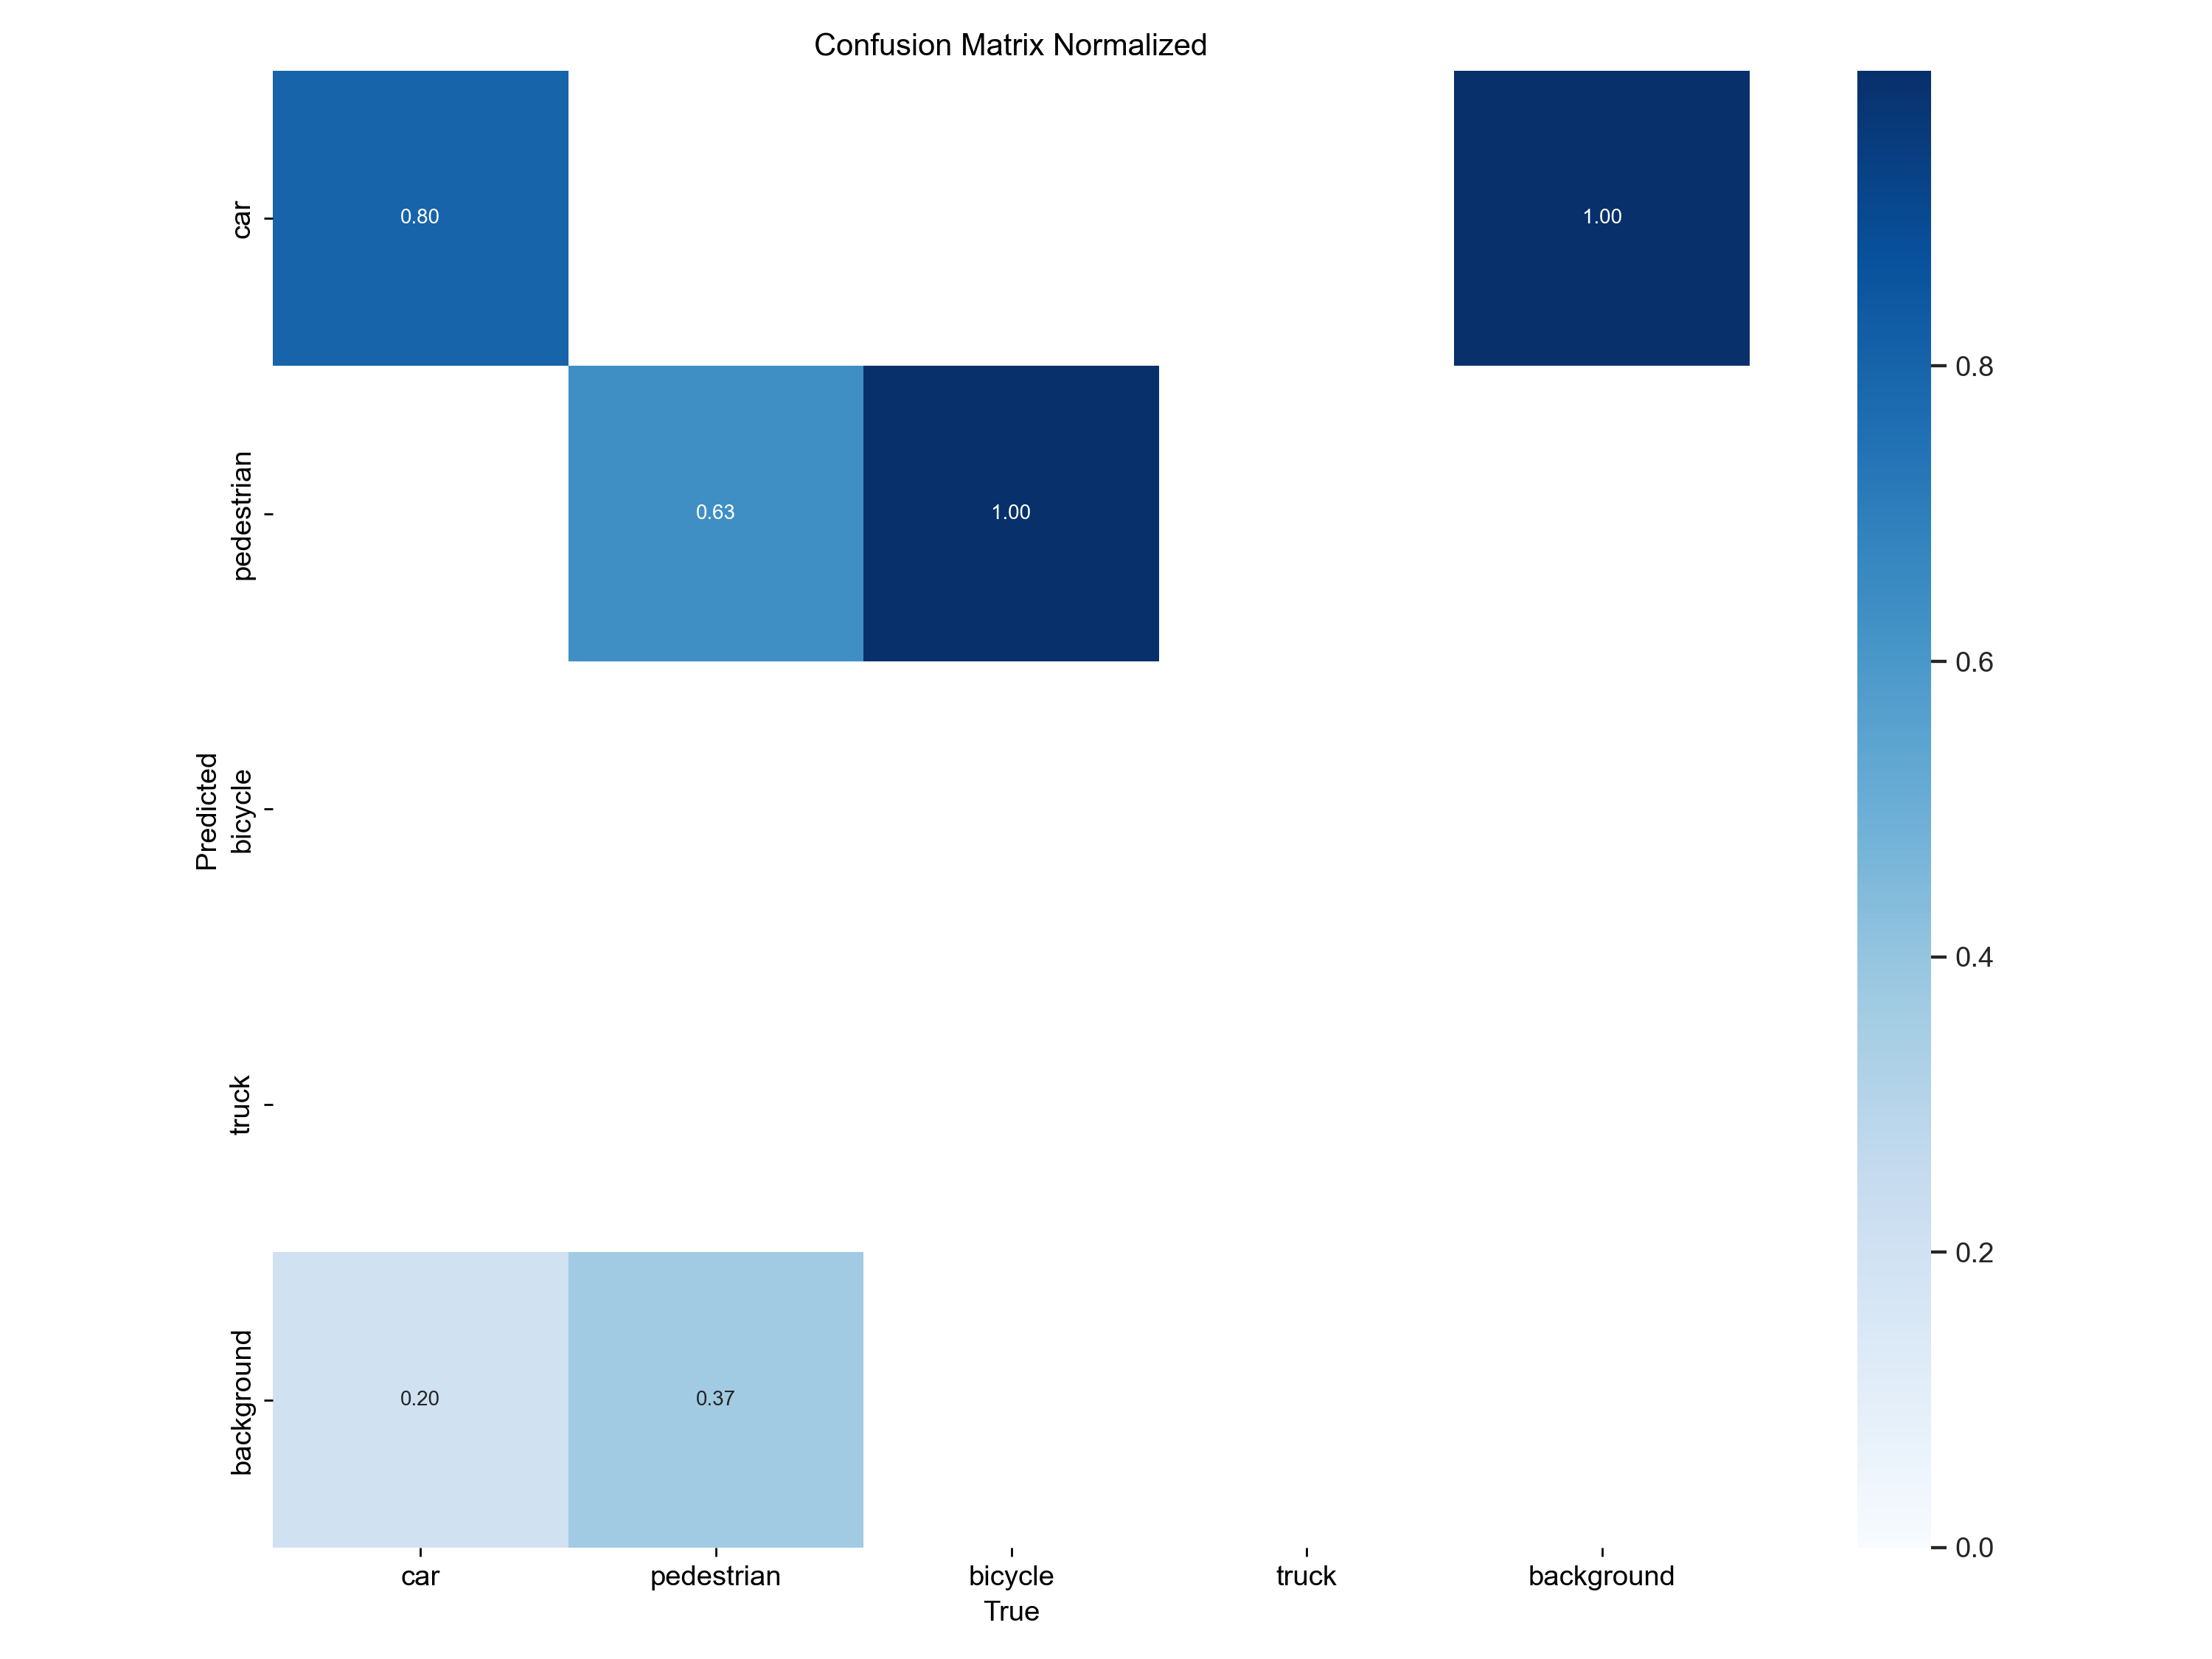 Confusion Matrix Normalized
car
0.80
1.00
0.8
pedestrian
0.63
1.00
0.6
Predicted
bicycle
0.4
truck
0.2
background
0.20
0.37
0.0
car
pedestrian
bicycle
truck
background
True